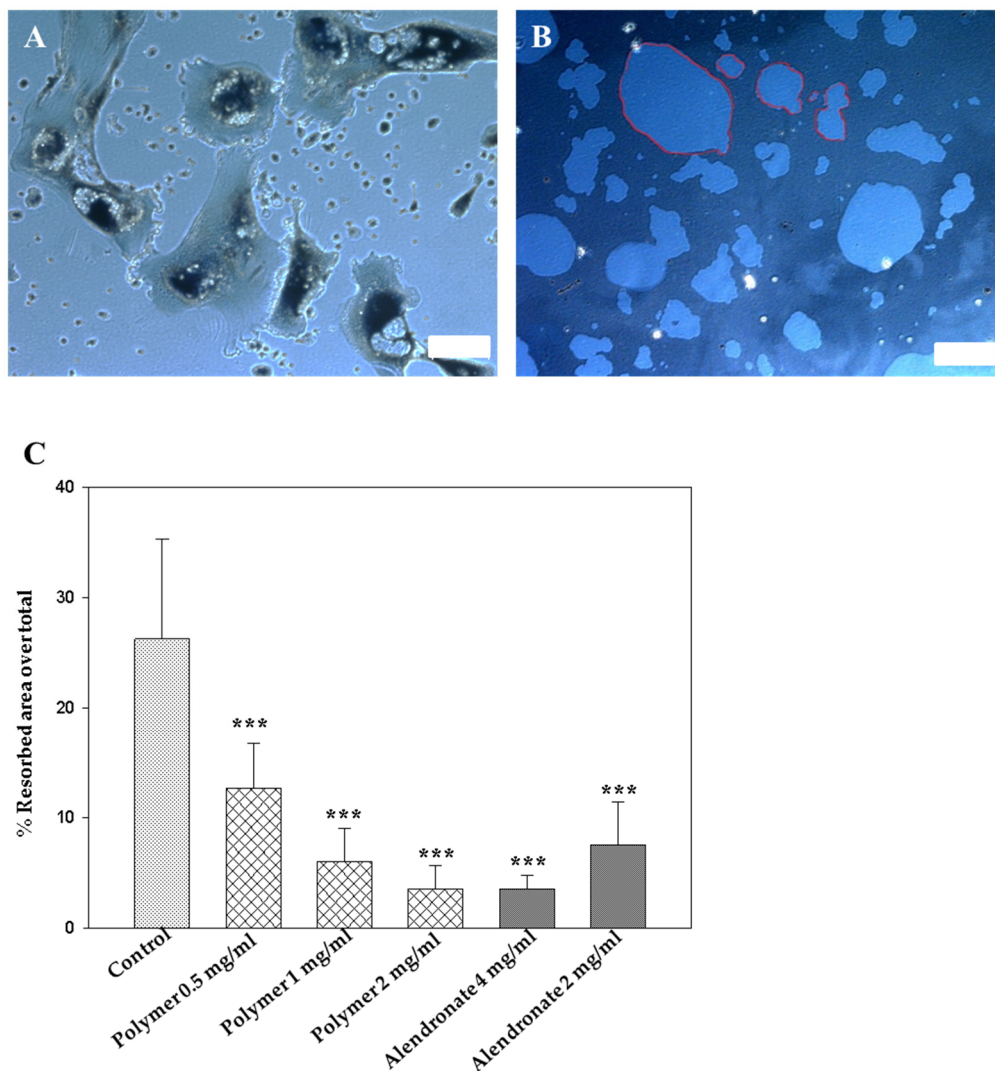 A
B
C
% Resorbed area overtotal
40
30
20
10
0
***
***
***
***
***
Control
Polymer 0.5 mg/ml
Polymer 1 mg/ml
Polymer 2 mg/ml
Alendronate 4 mg/ml
Alendronate 2 mg/ml